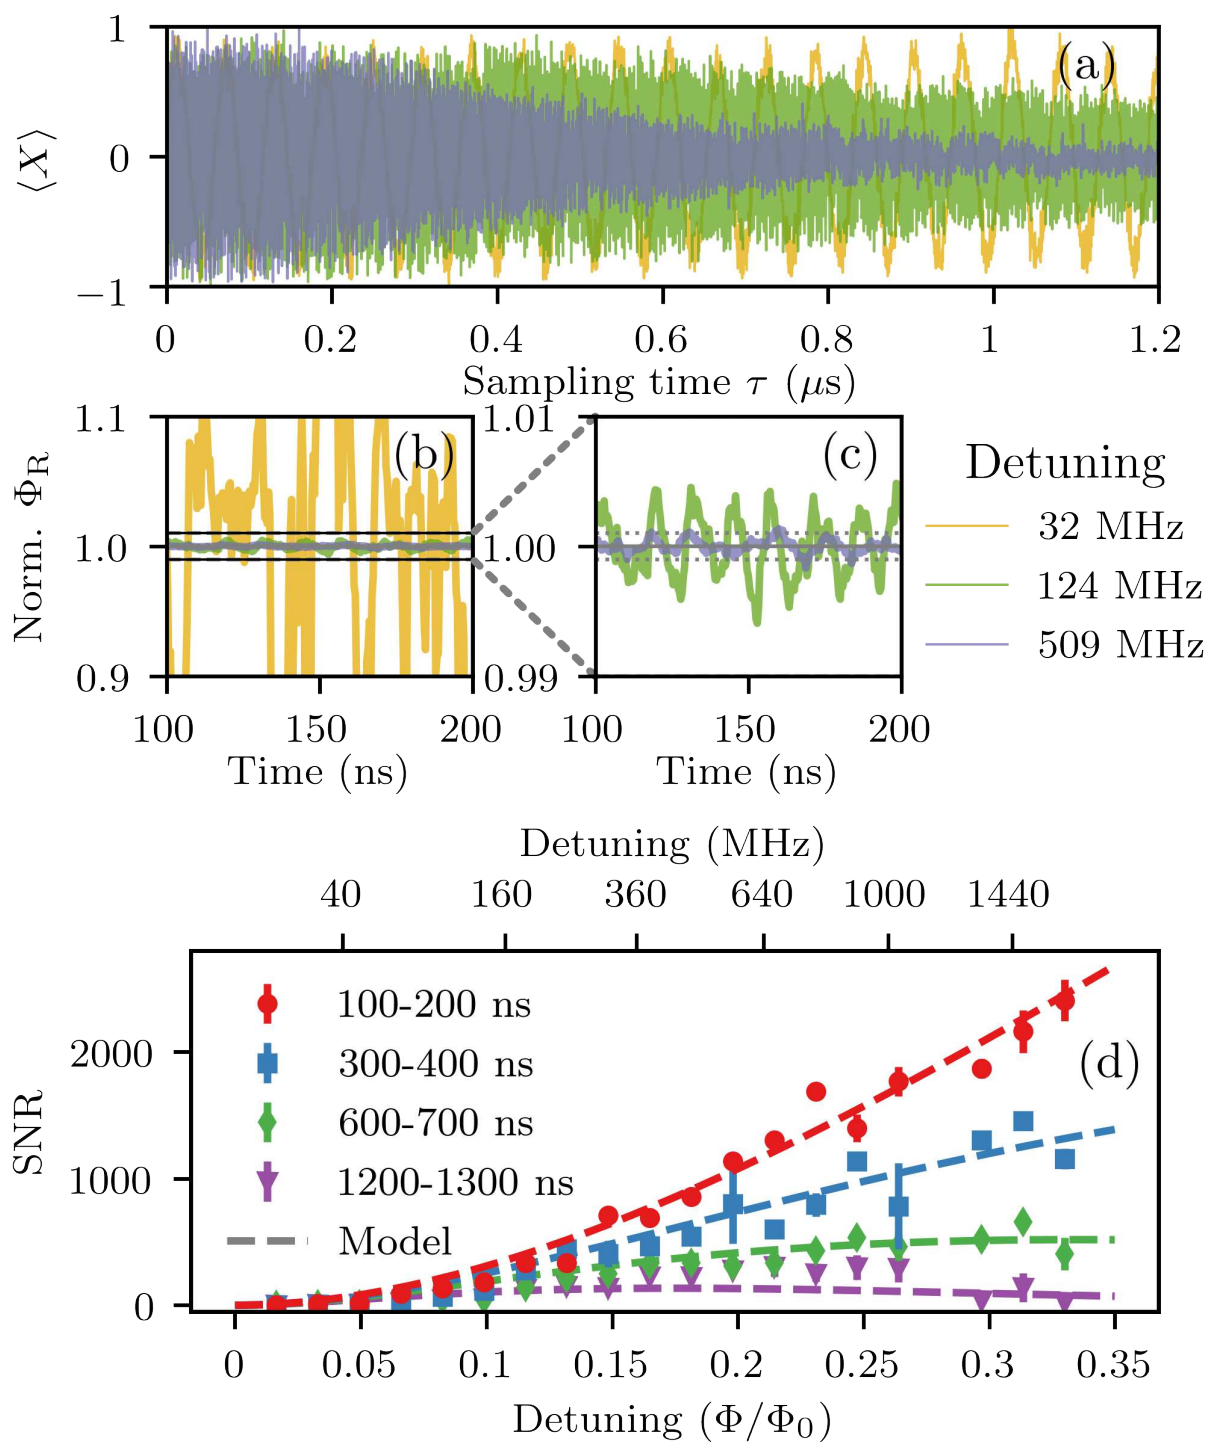 (a)
⟨X⟩
1
0
−1
0 0.2 0.4 0.6 0.8 1 1.2
Sampling time τ (μs)
(b)
Norm. Φ_R
1.1
1.0
0.9
100 150 200
Time (ns)
(c)
1.01
1.00
0.99
100 150 200
Time (ns)
Detuning
32 MHz
124 MHz
509 MHz
Detuning (MHz)
40 160 360 640 1000 1440
(d)
SNR
2000
1000
0
100-200 ns
300-400 ns
600-700 ns
1200-1300 ns
Model
0 0.05 0.1 0.15 0.2 0.25 0.3 0.35
Detuning (Φ/Φ₀)